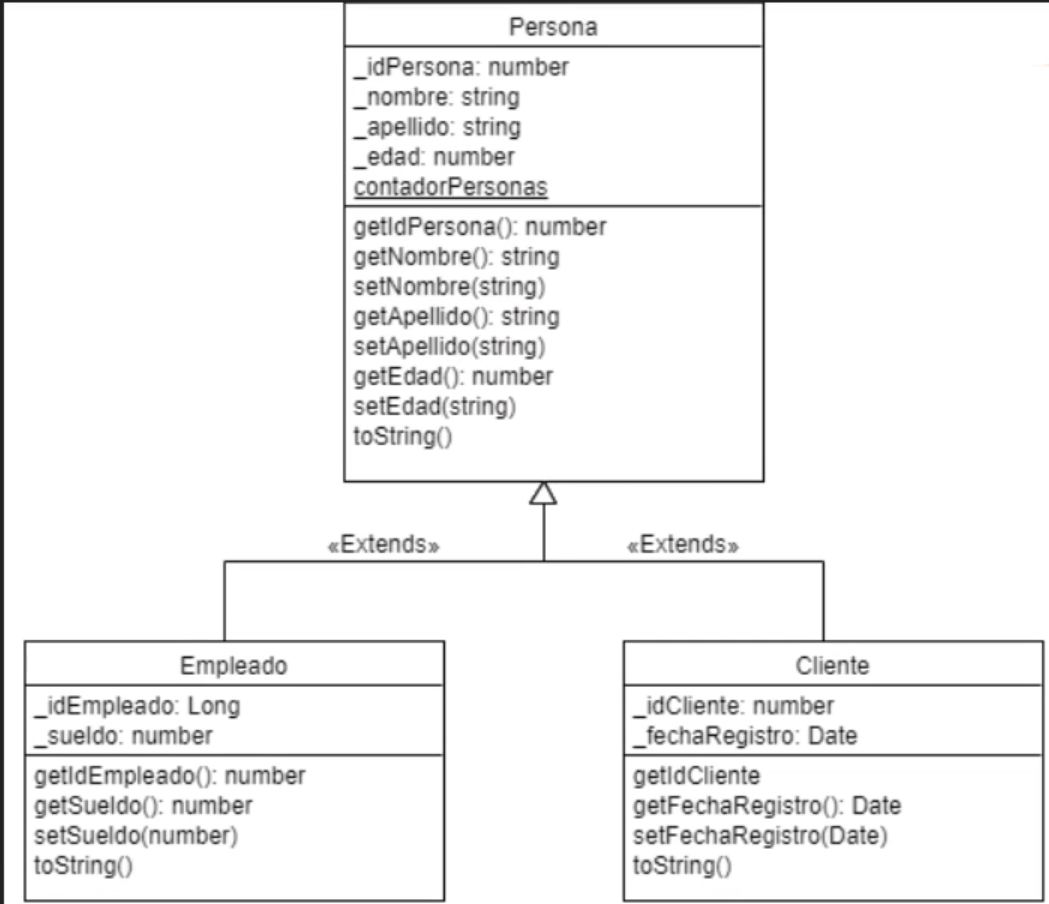 Persona
_idPersona: number
_nombre: string
_apellido: string
_edad: number
contadorPersonas
getIdPersona(): number
getNombre(): string
setNombre(string)
getApellido(): string
setApellido(string)
getEdad(): number
setEdad(string)
toString()
«Extends»
«Extends»
Empleado
_idEmpleado: Long
_sueldo: number
getIdEmpleado(): number
getSueldo(): number
setSueldo(number)
toString()
Cliente
_idCliente: number
_fechaRegistro: Date
getIdCliente
getFechaRegistro(): Date
setFechaRegistro(Date)
toString()